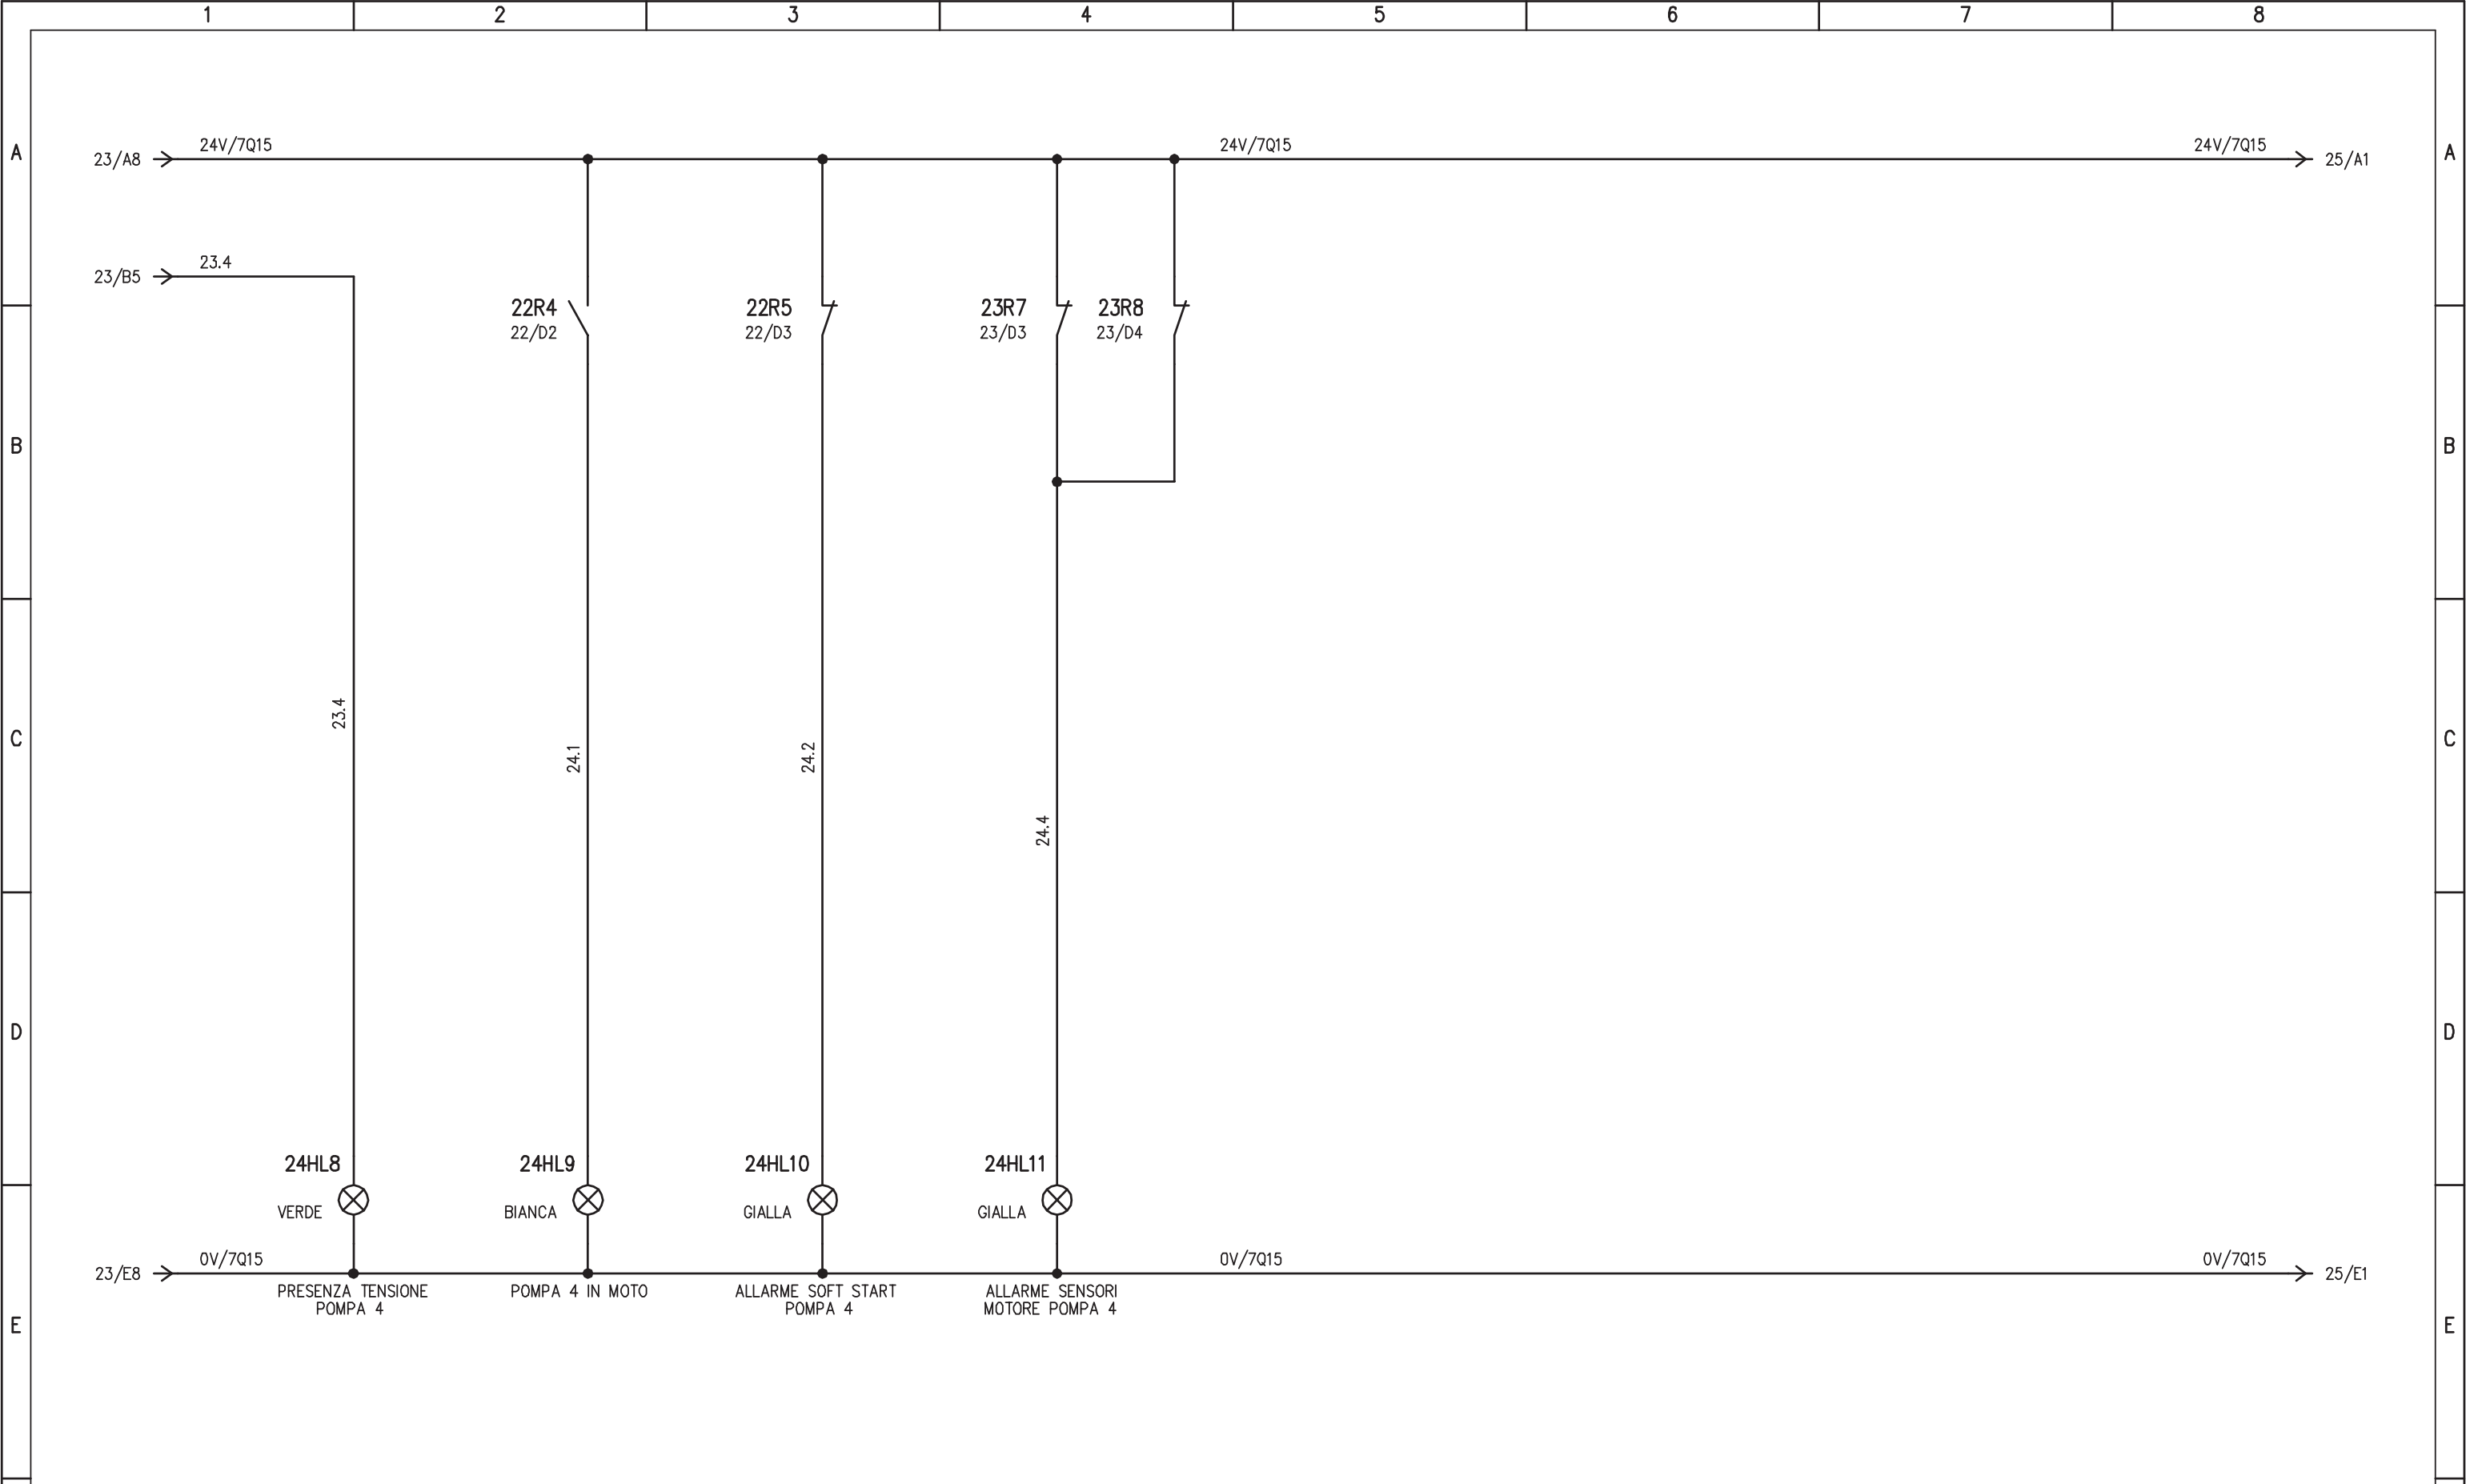 1 2 3 4 5 6 7 8
A A
23/A8 24V/7Q15 24V/7Q15 24V/7Q15 25/A1
23/B5 23.4
22R4 22R5 23R7 23R8
22/D2 22/D3 23/D3 23/D4
B B
23.4
C C
24.1 24.2
24.4
D D
24HL8 24HL9 24HL10 24HL11
VERDE BIANCA GIALLA GIALLA
23/E8 0V/7Q15 0V/7Q15 0V/7Q15 25/E1
PRESENZA TENSIONE
POMPA 4
POMPA 4 IN MOTO
ALLARME SOFT START
POMPA 4
ALLARME SENSORI
MOTORE POMPA 4
E E